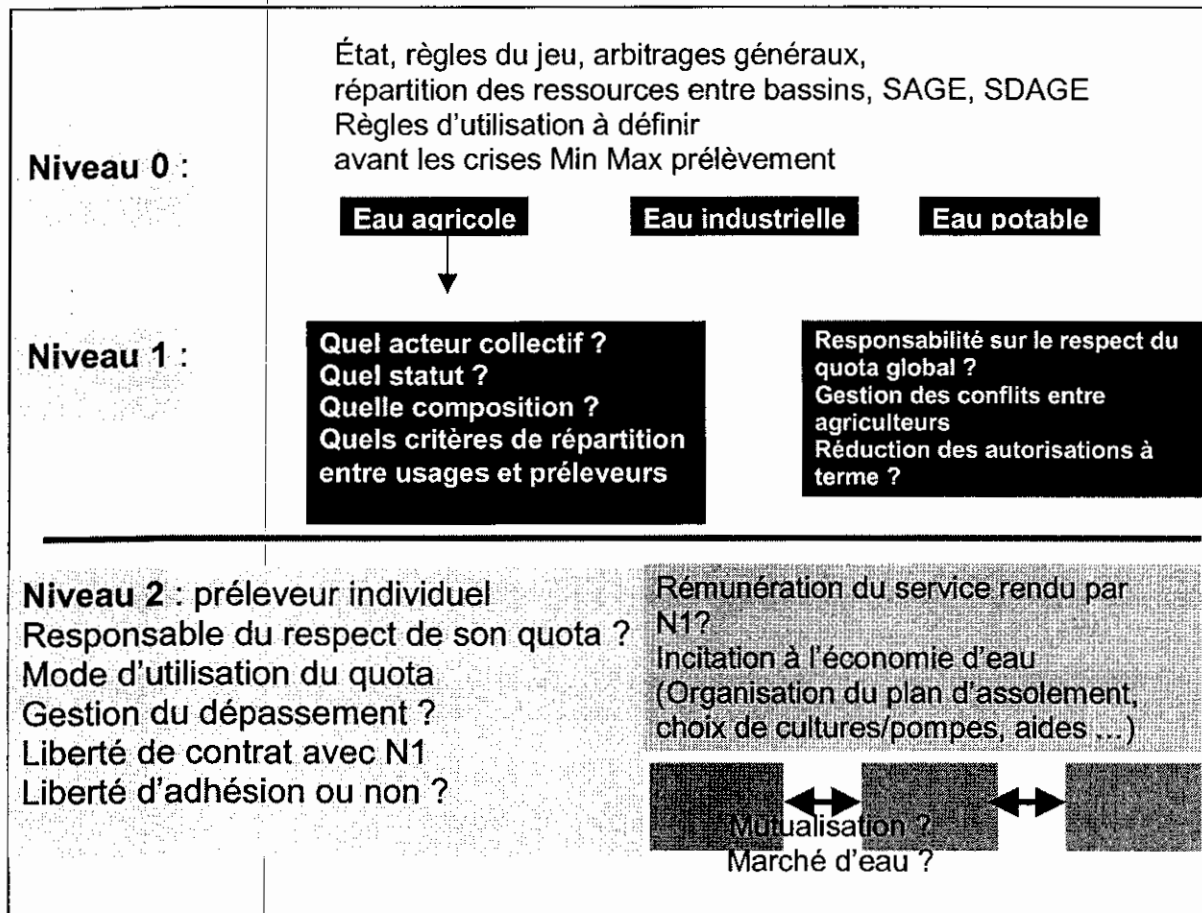 État, règles du jeu, arbitrages généraux,
répartition des ressources entre bassins, SAGE, SDAGE
Règles d'utilisation à définir
avant les crises Min Max prélèvement
Niveau 0 :
Eau agricole
Eau industrielle
Eau potable
Niveau 1 :
Quel acteur collectif ?
Quel statut ?
Quelle composition ?
Quels critères de répartition
entre usages et préleveurs
Responsabilité sur le respect du
quota global ?
Gestion des conflits entre
agriculteurs
Réduction des autorisations à
terme ?
Niveau 2 : préleveur individuel
Responsable du respect de son quota ?
Mode d'utilisation du quota
Gestion du dépassement ?
Liberté de contrat avec N1
Liberté d'adhésion ou non ?
Rémunération du service rendu par
N1?
Incitation à l'économie d'eau
(Organisation du plan d'assolement,
choix de cultures/pompes, aides ...)
Mutualisation ?
Marché d'eau ?